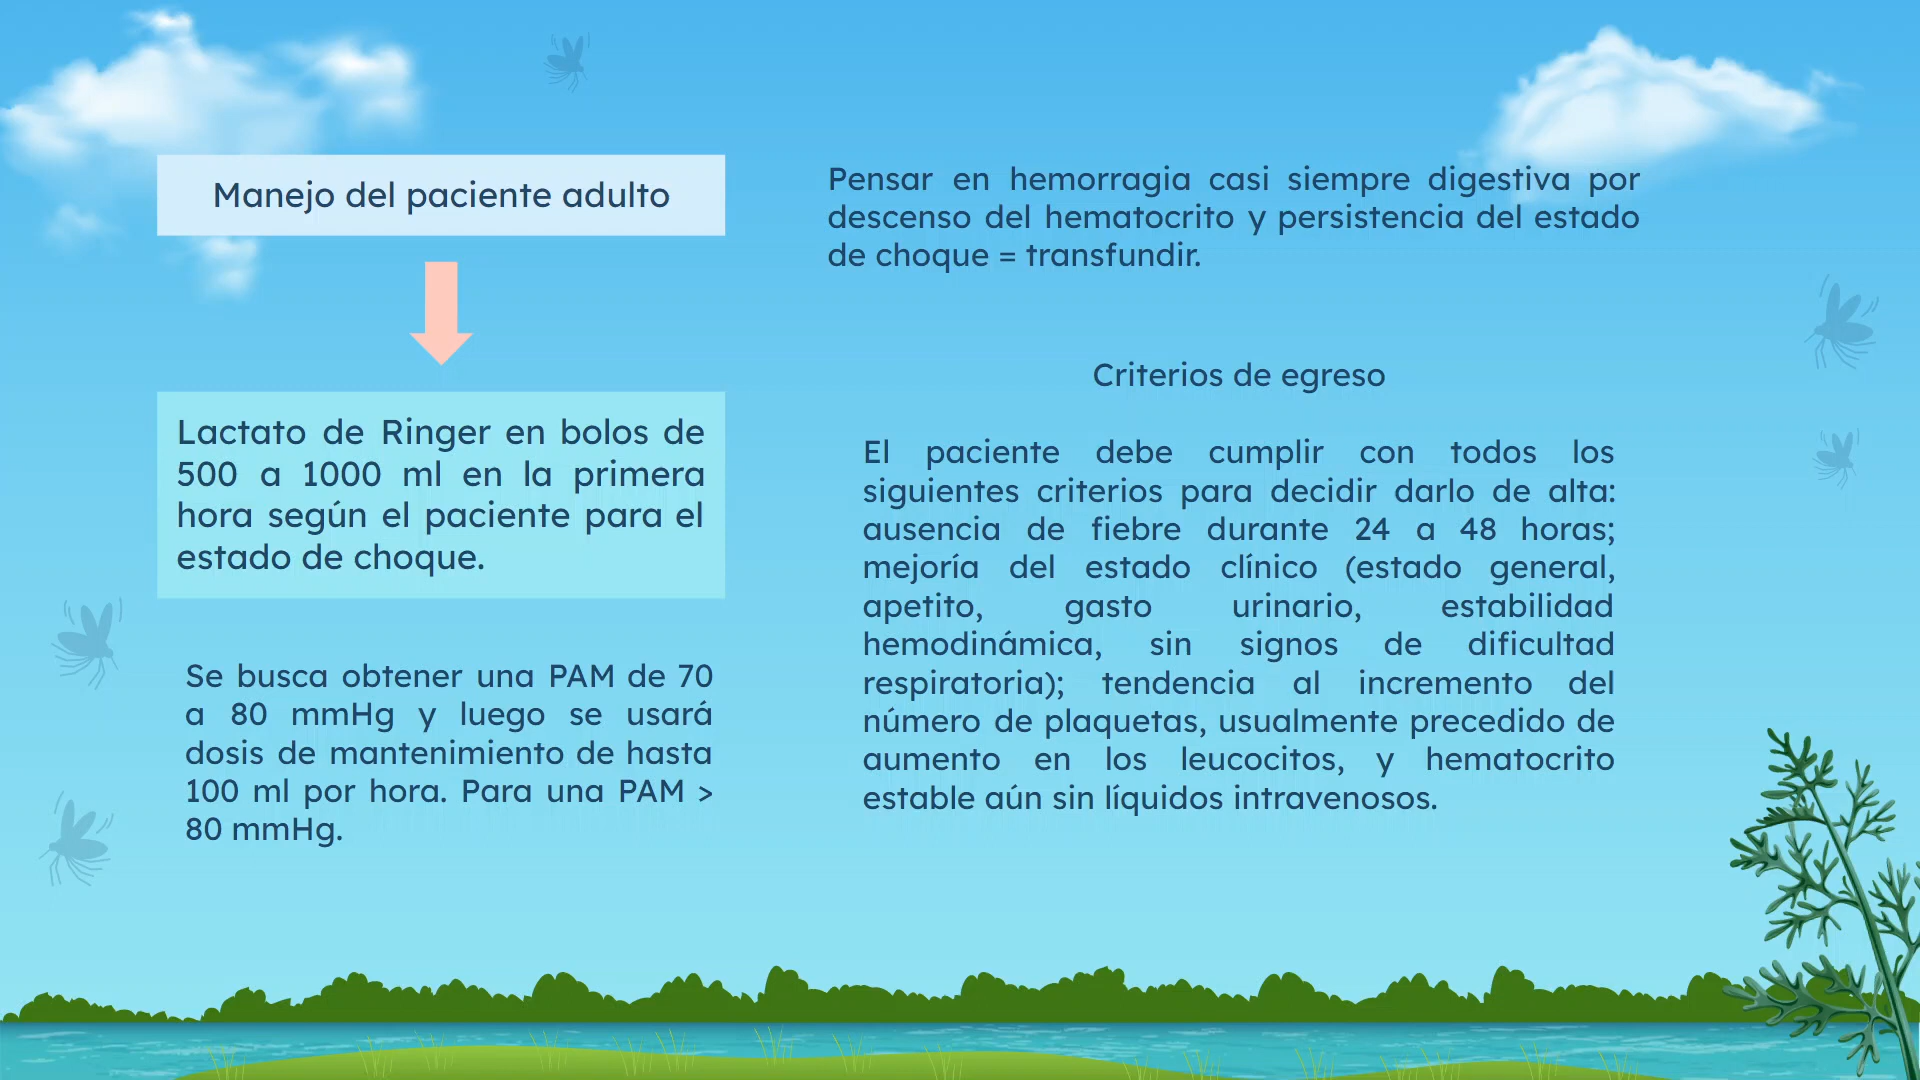 Manejo del paciente adulto
Lactato de Ringer en bolos de
500 a 1000 ml en la primera
hora según el paciente para el
estado de choque.
Se busca obtener una PAM de 70
a 80 mmHg y luego se usará
dosis de mantenimiento de hasta
100 ml por hora. Para una PAM >
80 mmHg.
Pensar en hemorragia casi siempre digestiva por
descenso del hematocrito y persistencia del estado
de choque = transfundir.
Criterios de egreso
El paciente debe cumplir con todos los
siguientes criterios para decidir darlo de alta:
ausencia de fiebre durante 24 a 48 horas;
mejoría del estado clínico (estado general,
apetito, gasto urinario, estabilidad
hemodinámica, sin signos de dificultad
respiratoria); tendencia al incremento del
número de plaquetas, usualmente precedido de
aumento en los leucocitos, y hematocrito
estable aún sin líquidos intravenosos.